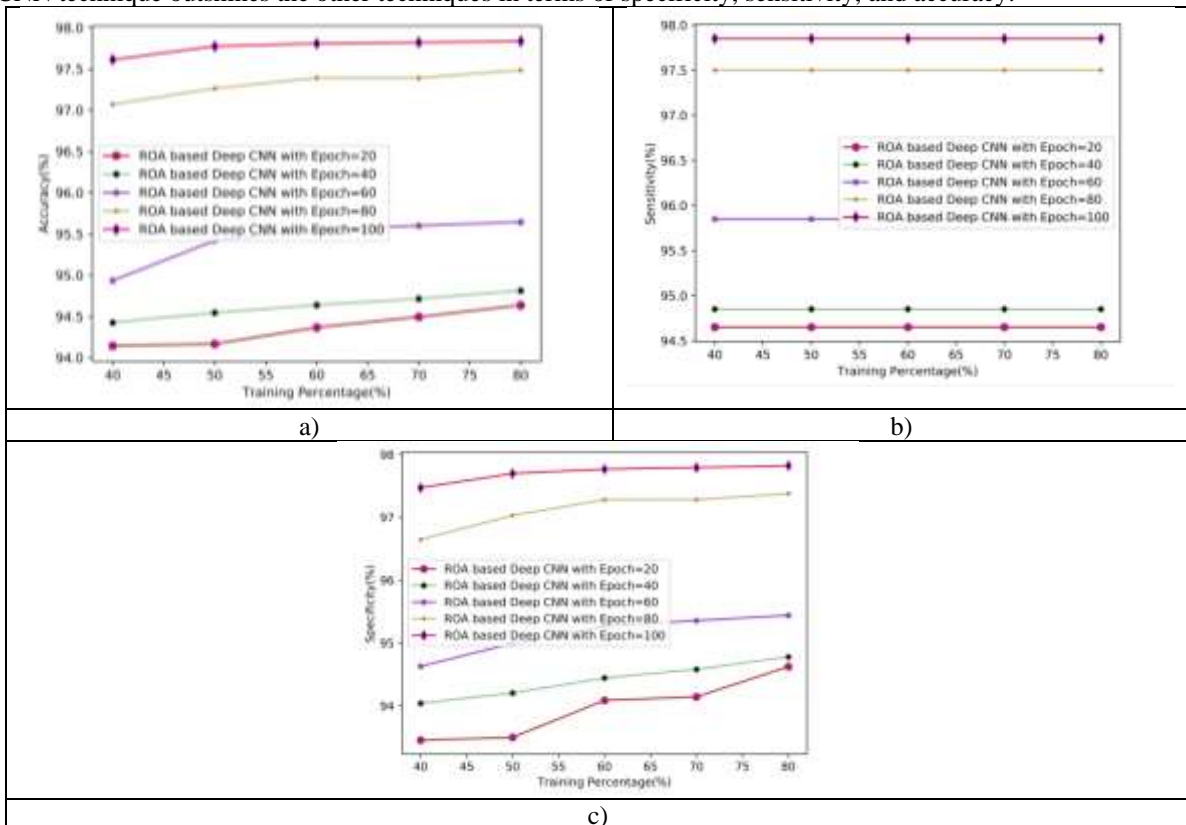 technique outshines the other techniques in terms of specificity, sensitivity, and accuracy.
98.0
97.5
97.0
96.5
96.0
95.5
95.0
94.5
94.0
Accuracy(%)
ROA based Deep CNN with Epoch=20
ROA based Deep CNN with Epoch=40
ROA based Deep CNN with Epoch=60
ROA based Deep CNN with Epoch=80
ROA based Deep CNN with Epoch=100
40 45 50 55 60 65 70 75 80
Training Percentage(%)
98.0
97.5
97.0
96.5
96.0
95.5
95.0
94.5
Sensitivity(%)
ROA based Deep CNN with Epoch=20
ROA based Deep CNN with Epoch=40
ROA based Deep CNN with Epoch=60
ROA based Deep CNN with Epoch=80
ROA based Deep CNN with Epoch=100
40 45 50 55 60 65 70 75 80
Training Percentage(%)
a)
b)
98
97
96
95
94
Specificity(%)
ROA based Deep CNN with Epoch=20
ROA based Deep CNN with Epoch=40
ROA based Deep CNN with Epoch=60
ROA based Deep CNN with Epoch=80
ROA based Deep CNN with Epoch=100
40 45 50 55 60 65 70 75 80
Training Percentage(%)
c)